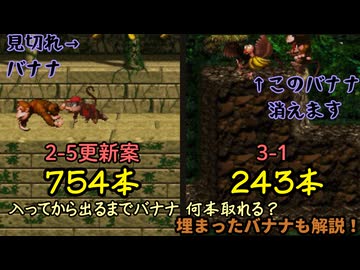 見切れ→
バナナ
↑このバナナ
消えます
2-5更新案
3-1
754本
243本
入ってから出るまでバナナ 何本取れる？
埋まったバナナも解説！